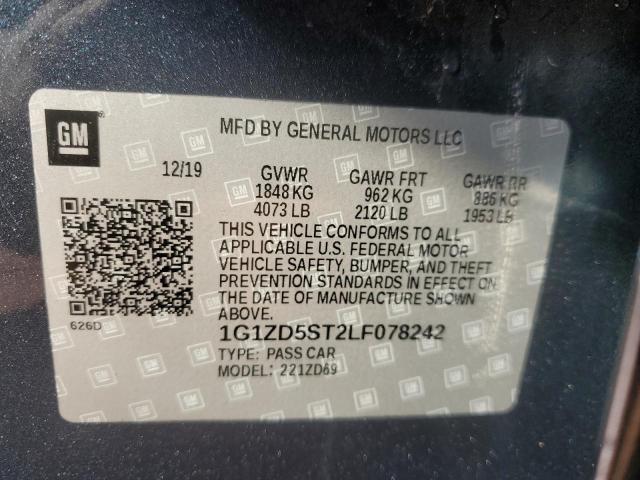 GM
MFD BY GENERAL MOTORS LLC
12/19 GVWR GAWR FRT GAWR RR
1848 KG 962 KG 886 KG
4073 LB 2120 LB 1953 LB
THIS VEHICLE CONFORMS TO ALL
APPLICABLE U.S. FEDERAL MOTOR
VEHICLE SAFETY, BUMPER, AND THEFT
PREVENTION STANDARDS IN EFFECT ON
THE DATE OF MANUFACTURE SHOWN
ABOVE.
626D
1G1ZD5ST2LF078242
TYPE: PASS CAR
MODEL: 221ZD69